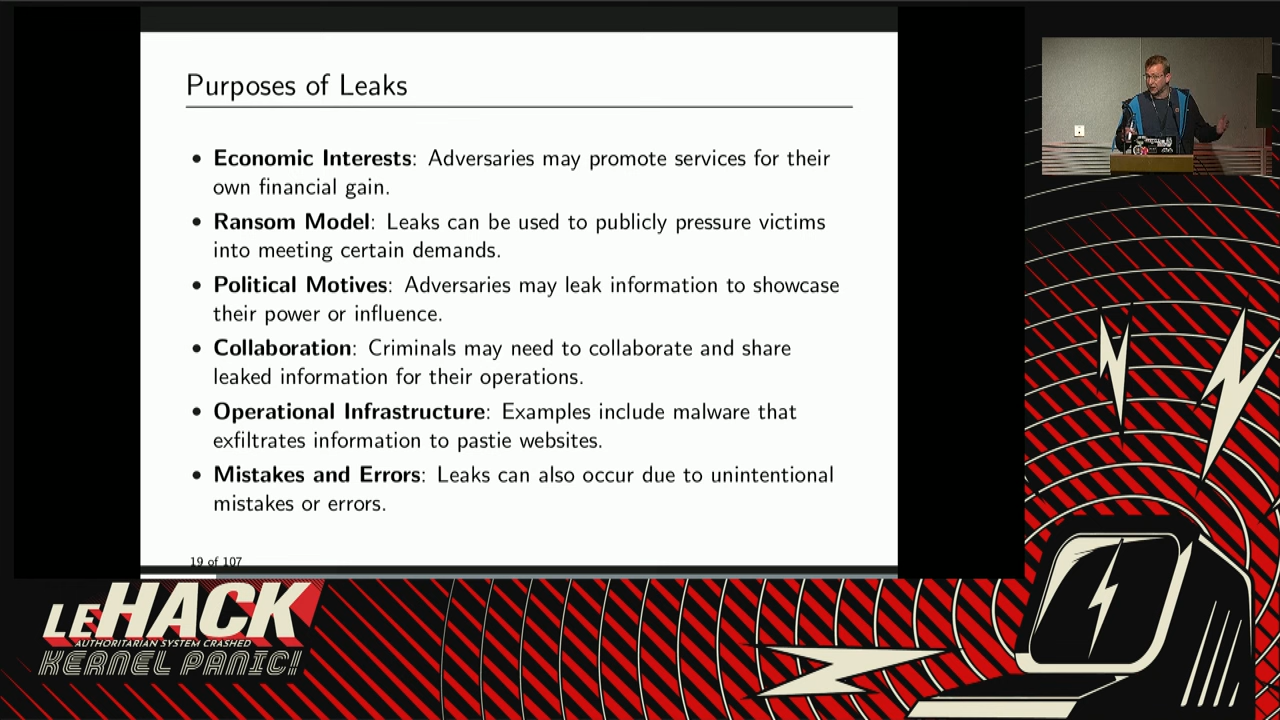 Purposes of Leaks
• Economic Interests: Adversaries may promote services for their
own financial gain.
• Ransom Model: Leaks can be used to publicly pressure victims
into meeting certain demands.
• Political Motives: Adversaries may leak information to showcase
their power or influence.
• Collaboration: Criminals may need to collaborate and share
leaked information for their operations.
• Operational Infrastructure: Examples include malware that
exfiltrates information to pastie websites.
• Mistakes and Errors: Leaks can also occur due to unintentional
mistakes or errors.
19 of 107
LEHACK
AUTHORITARIAN SYSTEM CRASHED
KERNEL PANIC!